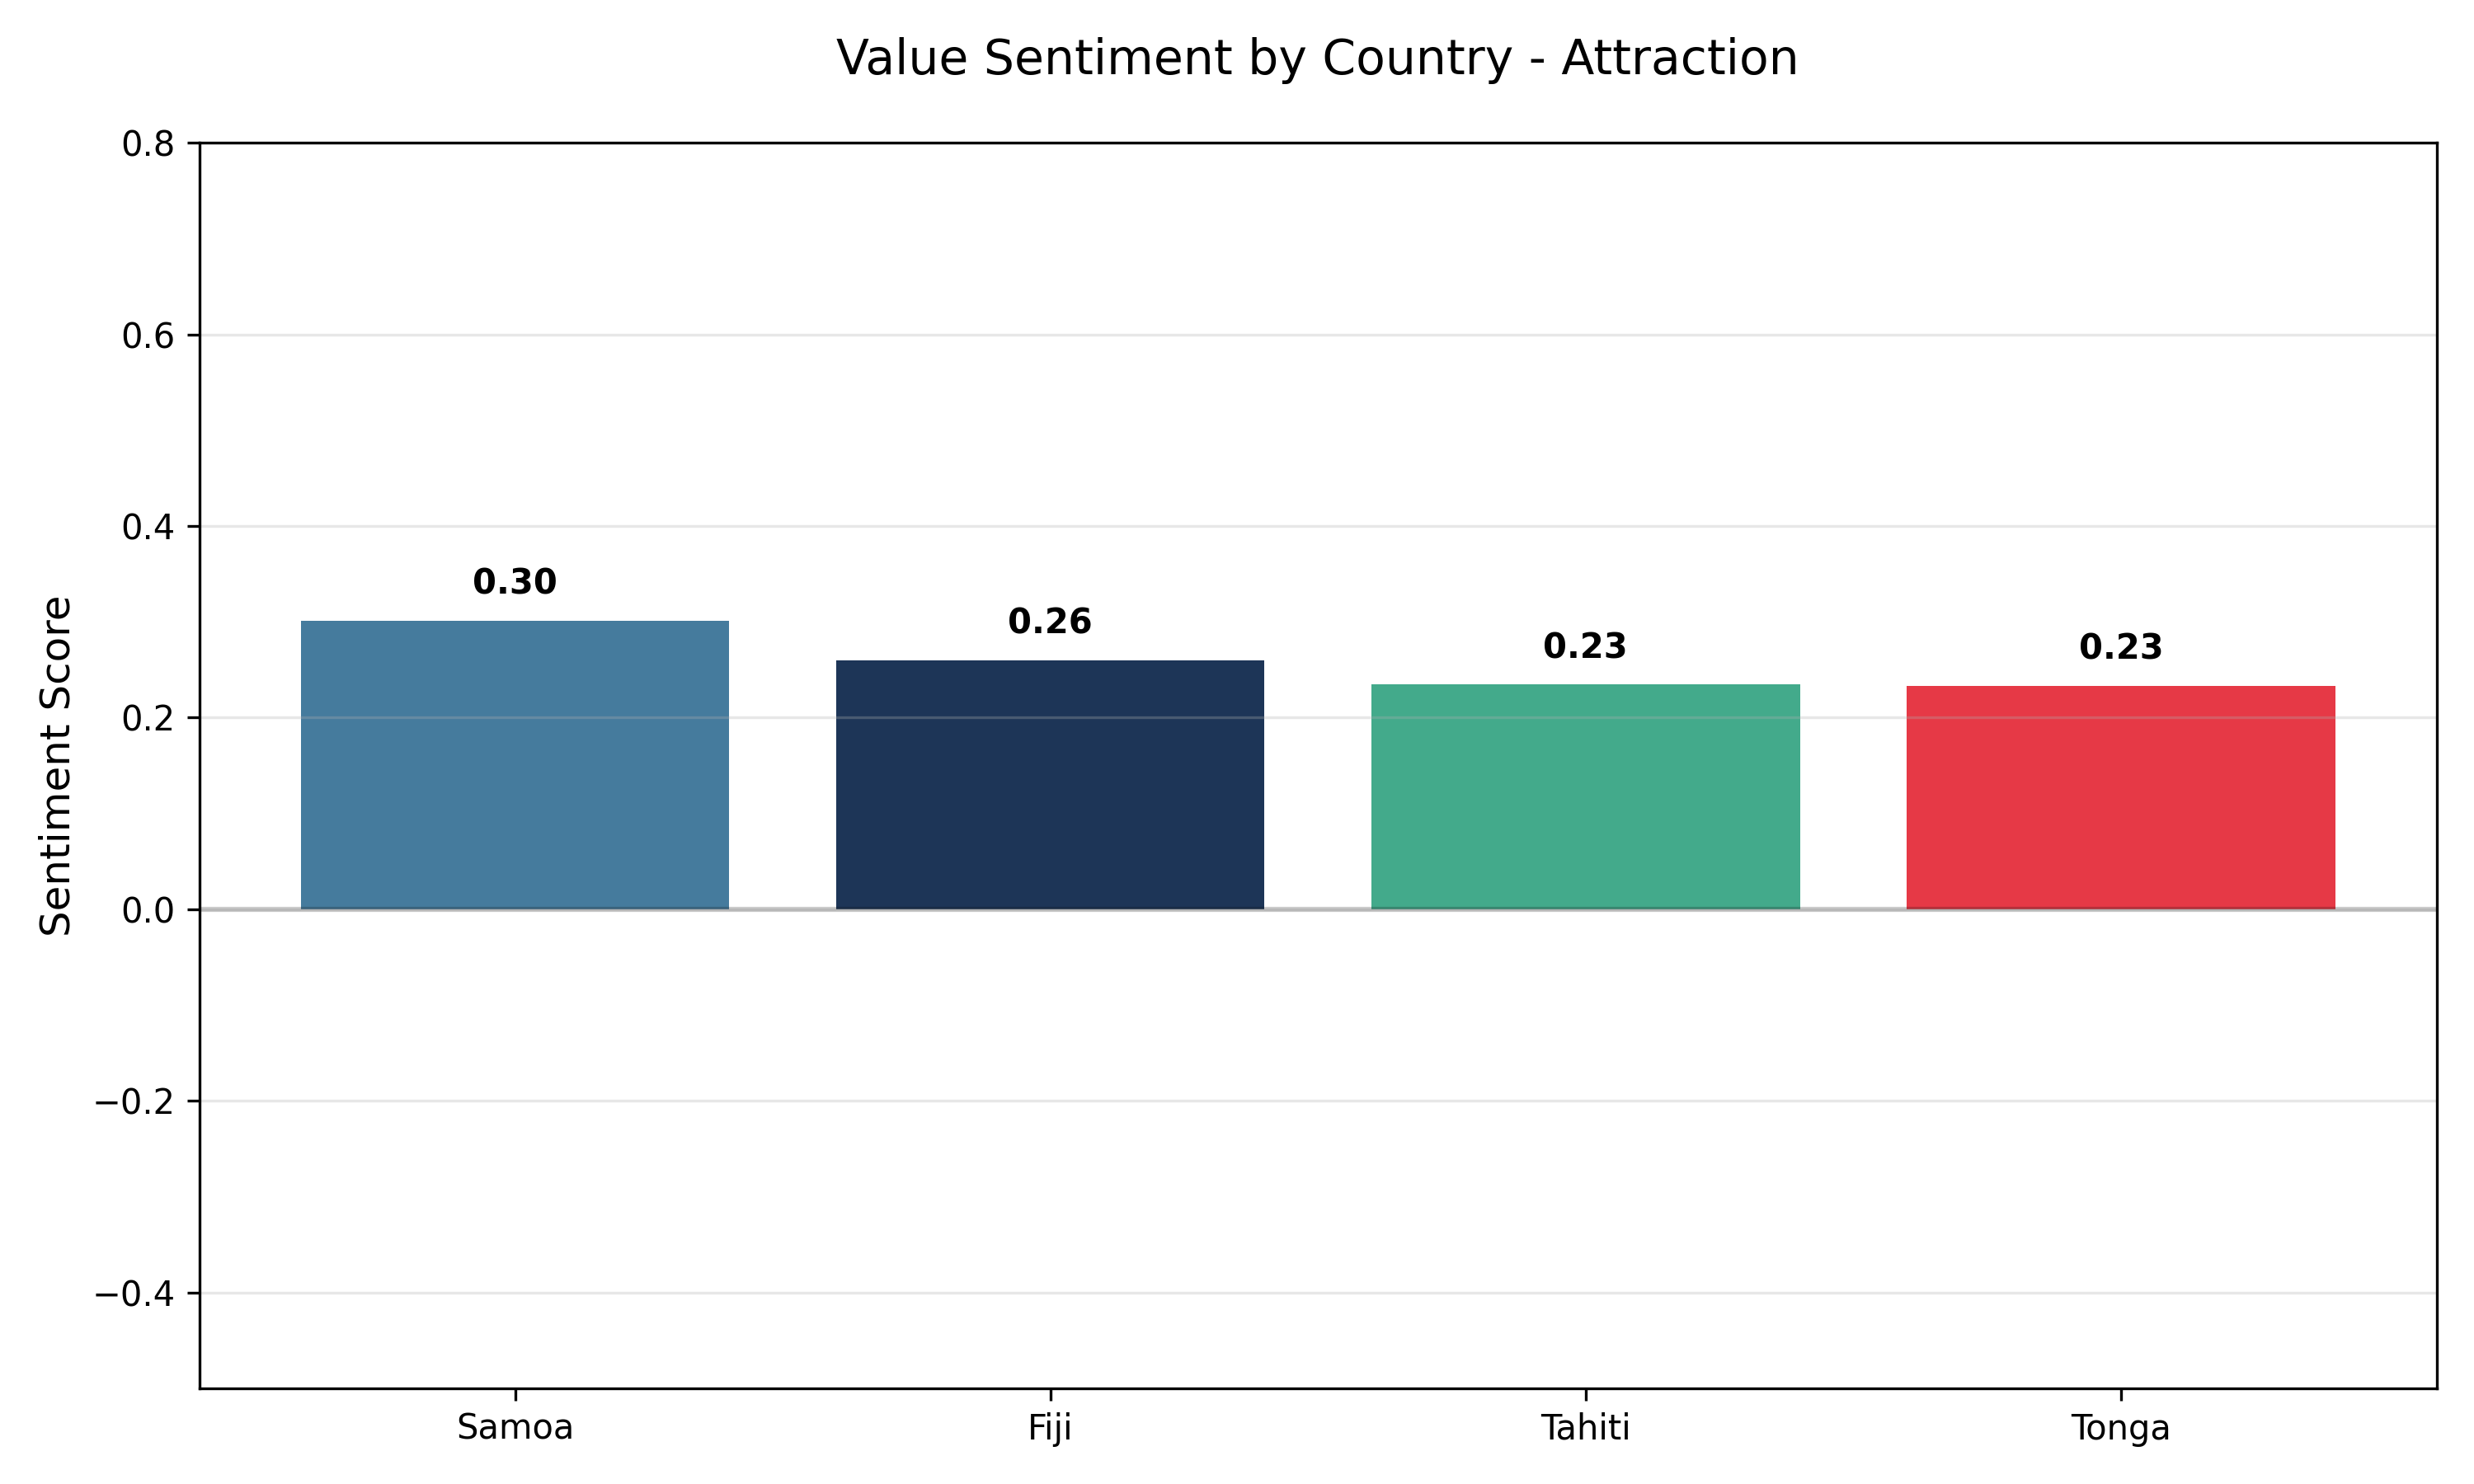 Value Sentiment by Country - Attraction
Sentiment Score
0.8
0.6
0.4
0.2
0.0
−0.2
−0.4
0.30
0.26
0.23
0.23
Samoa
Fiji
Tahiti
Tonga